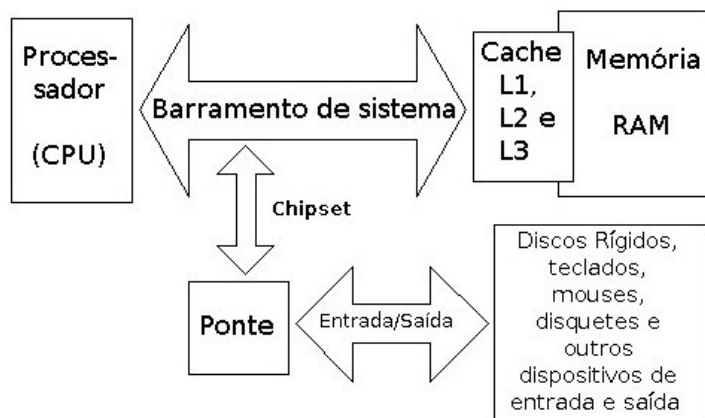 Proces-
sador
(CPU)
Barramento de sistema
Cache
L1,
L2 e
L3
Memória
RAM
Chipset
Ponte
Entrada/Saída
Discos Rígidos,
teclados,
mouses,
disquetes e
outros
dispositivos de
entrada e saída